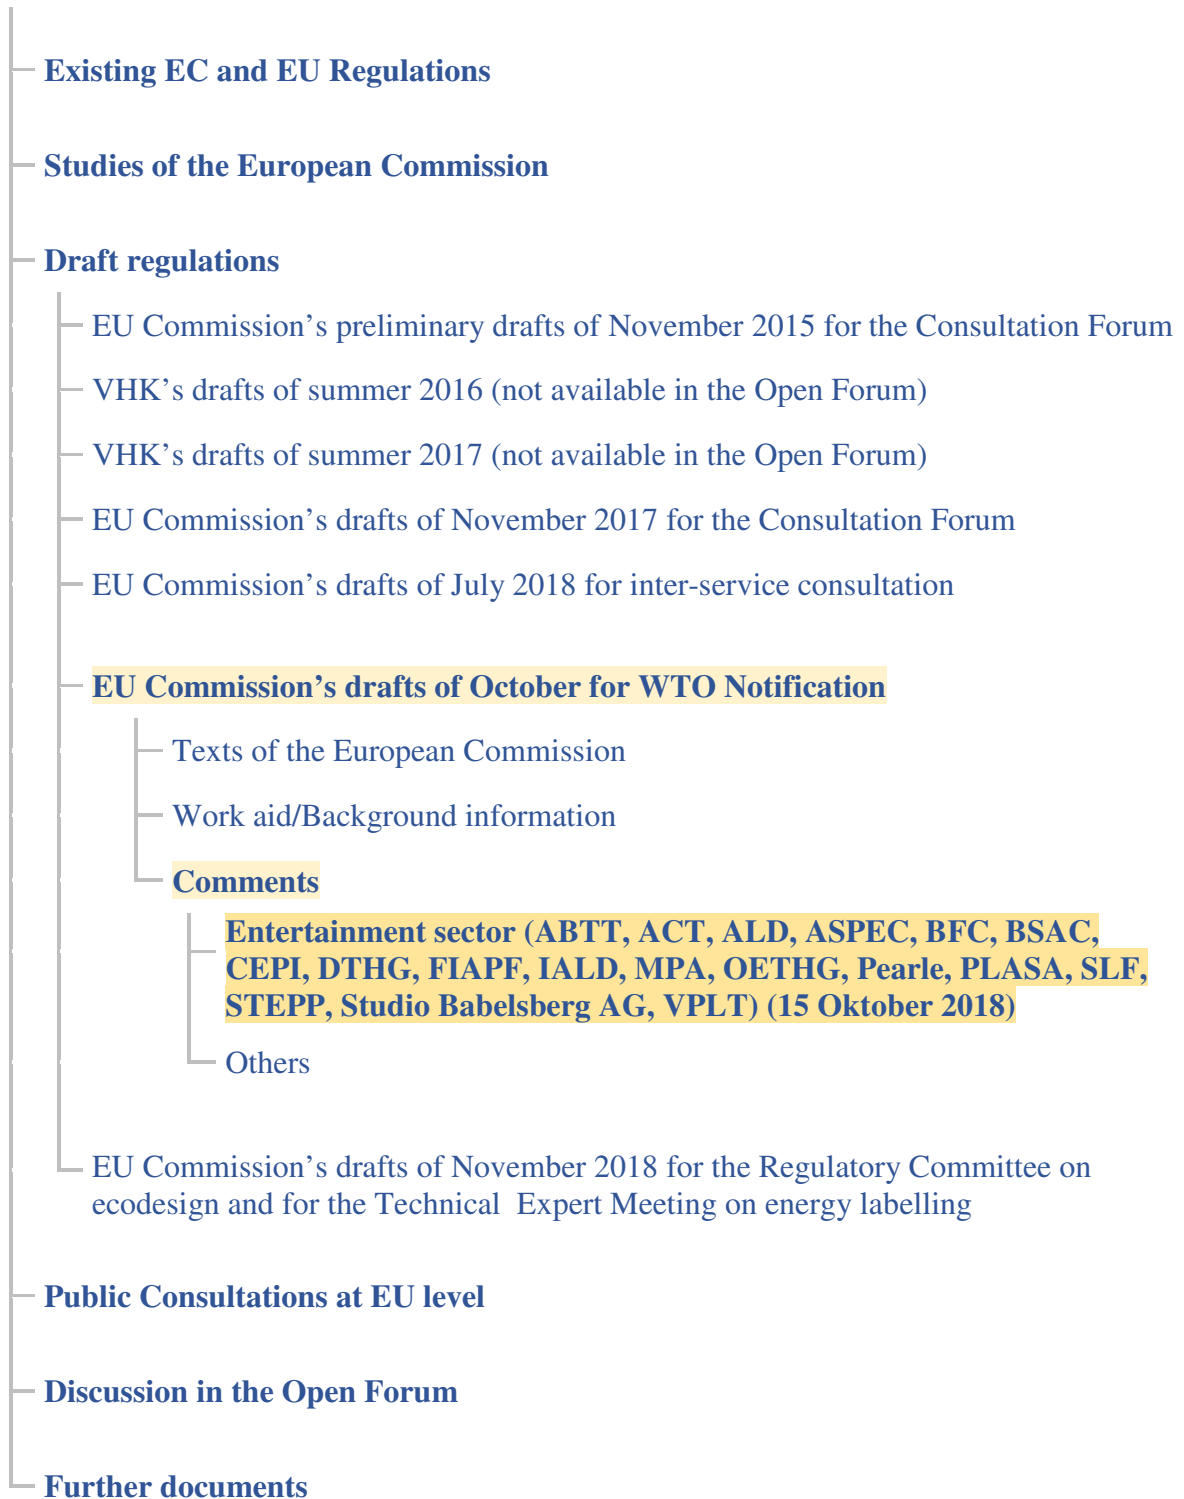 Existing EC and EU Regulations
Studies of the European Commission
Draft regulations
EU Commission’s preliminary drafts of November 2015 for the Consultation Forum
VHK’s drafts of summer 2016 (not available in the Open Forum)
VHK’s drafts of summer 2017 (not available in the Open Forum)
EU Commission’s drafts of November 2017 for the Consultation Forum
EU Commission’s drafts of July 2018 for inter-service consultation
EU Commission’s drafts of October for WTO Notification
Texts of the European Commission
Work aid/Background information
Comments
Entertainment sector (ABTT, ACT, ALD, ASPEC, BFC, BSAC,
CEPI, DTHG, FIAPF, IALD, MPA, OETHG, Pearle, PLASA, SLF,
STEPP, Studio Babelsberg AG, VPLT) (15 Oktober 2018)
Others
EU Commission’s drafts of November 2018 for the Regulatory Committee on
ecodesign and for the Technical  Expert Meeting on energy labelling
Public Consultations at EU level
Discussion in the Open Forum
Further documents